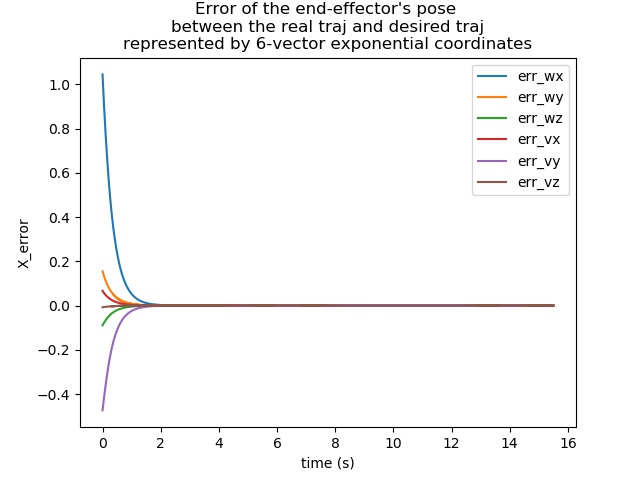 Error of the end-effector's pose
between the real traj and desired traj
represented by 6-vector exponential coordinates
err_wx
err_wy
err_wz
err_vx
err_vy
err_vz
X_error
1.0
0.8
0.6
0.4
0.2
0.0
−0.2
−0.4
0 2 4 6 8 10 12 14 16
time (s)